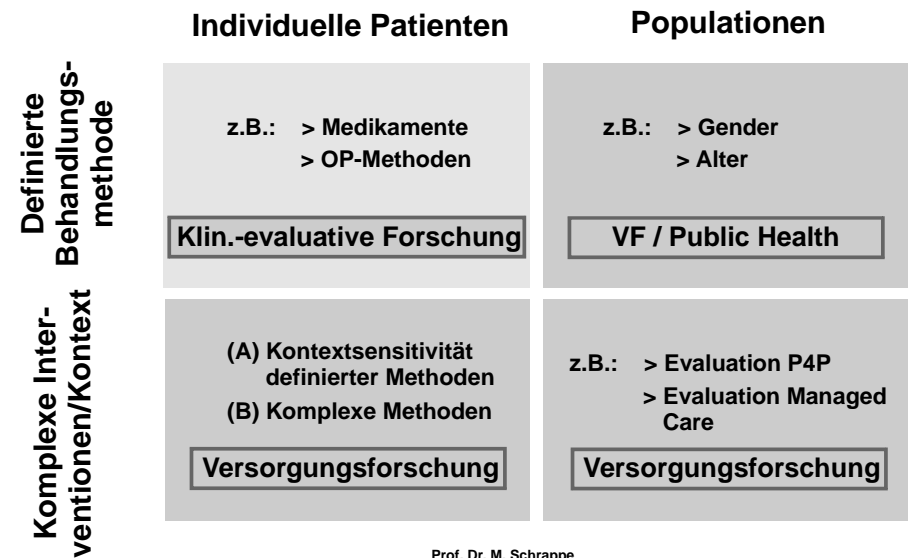 Individuelle Patienten
Populationen
Definierte
Behandlungs-
methode
z.B.: > Medikamente
> OP-Methoden
Klin.-evaluative Forschung
z.B.: > Gender
> Alter
VF / Public Health
Komplexe Inter-
ventionen/Kontext
(A) Kontextsensitivität
definierter Methoden
(B) Komplexe Methoden
Versorgungsforschung
z.B.: > Evaluation P4P
> Evaluation Managed
Care
Versorgungsforschung
Prof. Dr. M. Schrappe